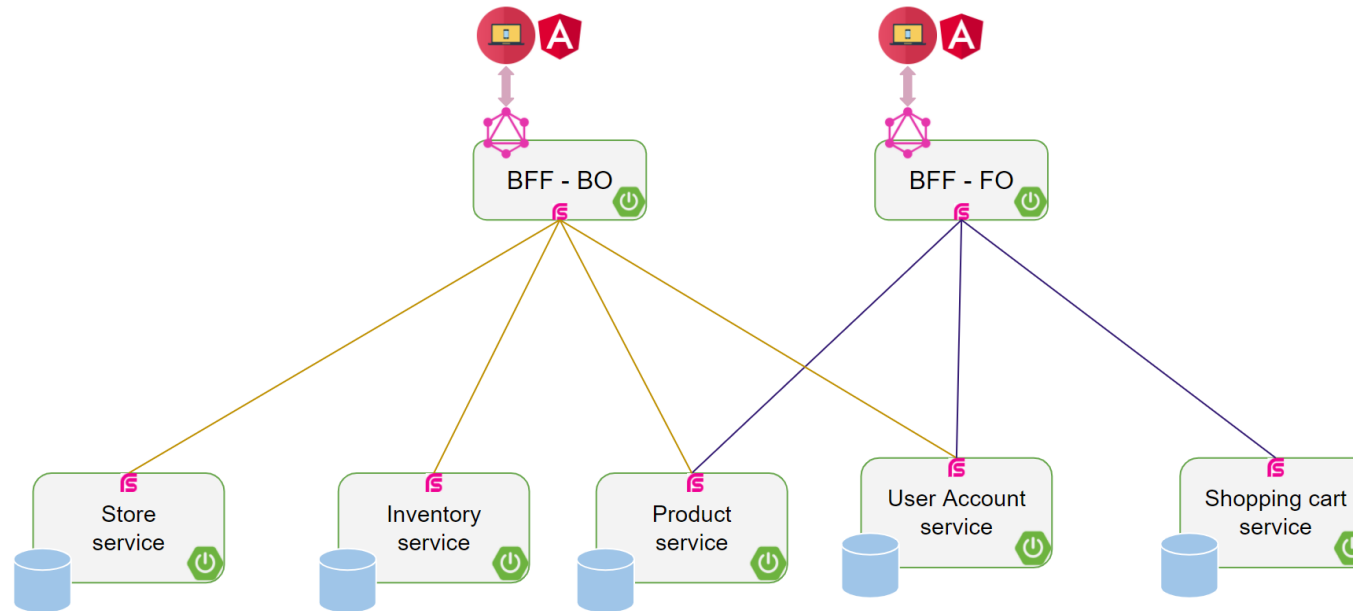 BFF - BO
BFF - FO
Store
service
Inventory
service
Product
service
User Account
service
Shopping cart
service